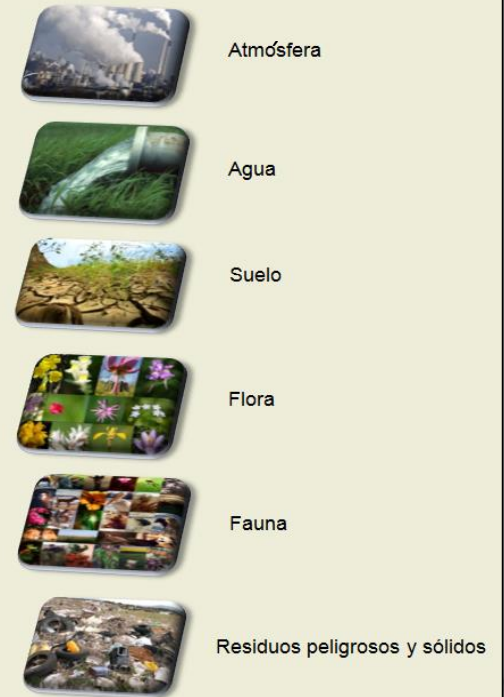 Atmósfera
Agua
Suelo
Flora
Fauna
Residuos peligrosos y sólidos